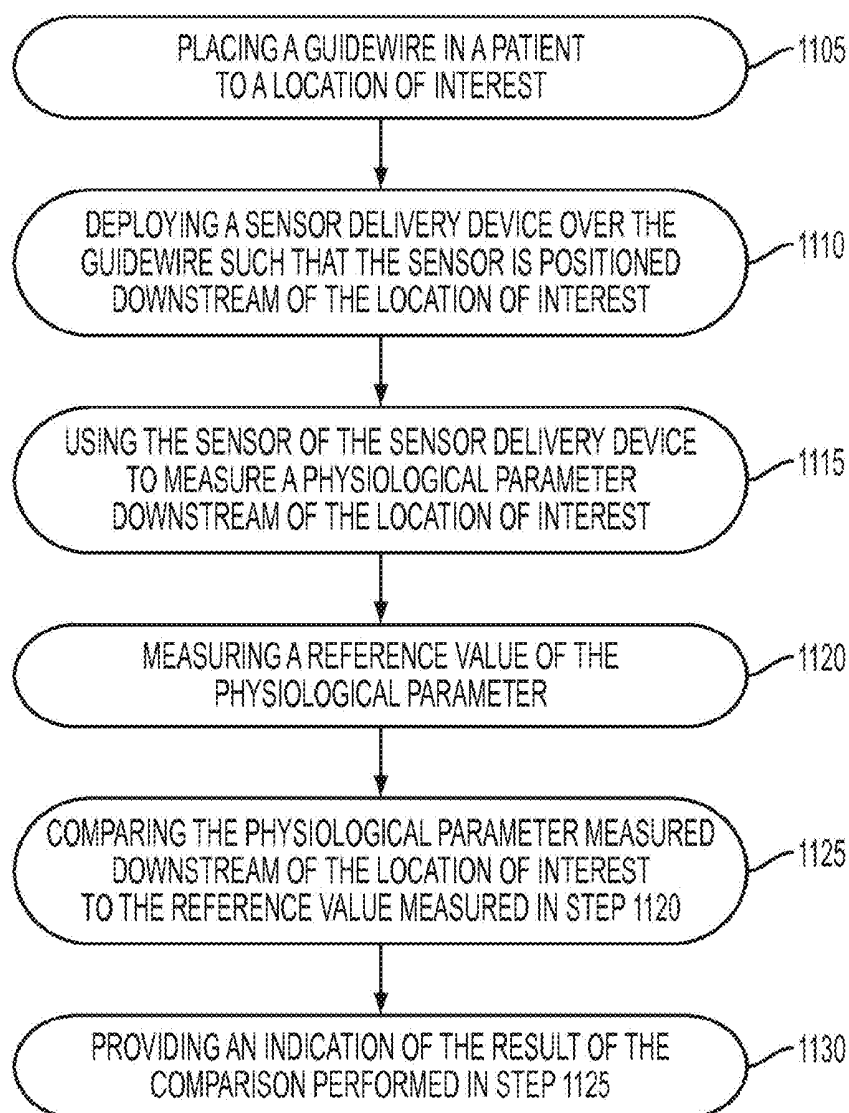 PLACING A GUIDEWIRE IN A PATIENT
TO A LOCATION OF INTEREST
1105
DEPLOYING A SENSOR DELIVERY DEVICE OVER THE
GUIDEWIRE SUCH THAT THE SENSOR IS POSITIONED
DOWNSTREAM OF THE LOCATION OF INTEREST
1110
USING THE SENSOR OF THE SENSOR DELIVERY DEVICE
TO MEASURE A PHYSIOLOGICAL PARAMETER
DOWNSTREAM OF THE LOCATION OF INTEREST
1115
MEASURING A REFERENCE VALUE OF THE
PHYSIOLOGICAL PARAMETER
1120
COMPARING THE PHYSIOLOGICAL PARAMETER MEASURED
DOWNSTREAM OF THE LOCATION OF INTEREST
TO THE REFERENCE VALUE MEASURED IN STEP 1120
1125
PROVIDING AN INDICATION OF THE RESULT OF THE
COMPARISON PERFORMED IN STEP 1125
1130